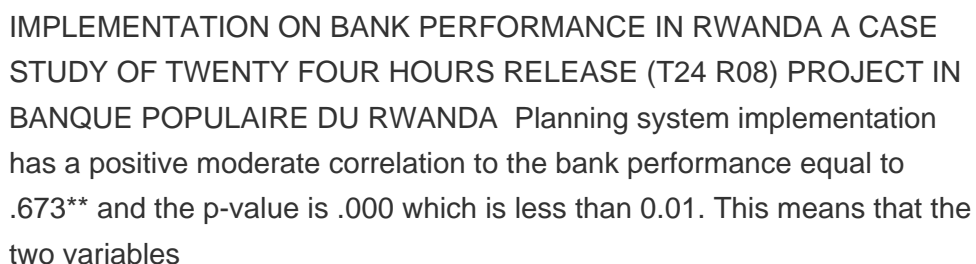 IMPLEMENTATION ON BANK PERFORMANCE IN RWANDA A CASE
STUDY OF TWENTY FOUR HOURS RELEASE (T24 R08) PROJECT IN
BANQUE POPULAIRE DU RWANDA Planning system implementation
has a positive moderate correlation to the bank performance equal to
.673** and the p-value is .000 which is less than 0.01. This means that the
two variables